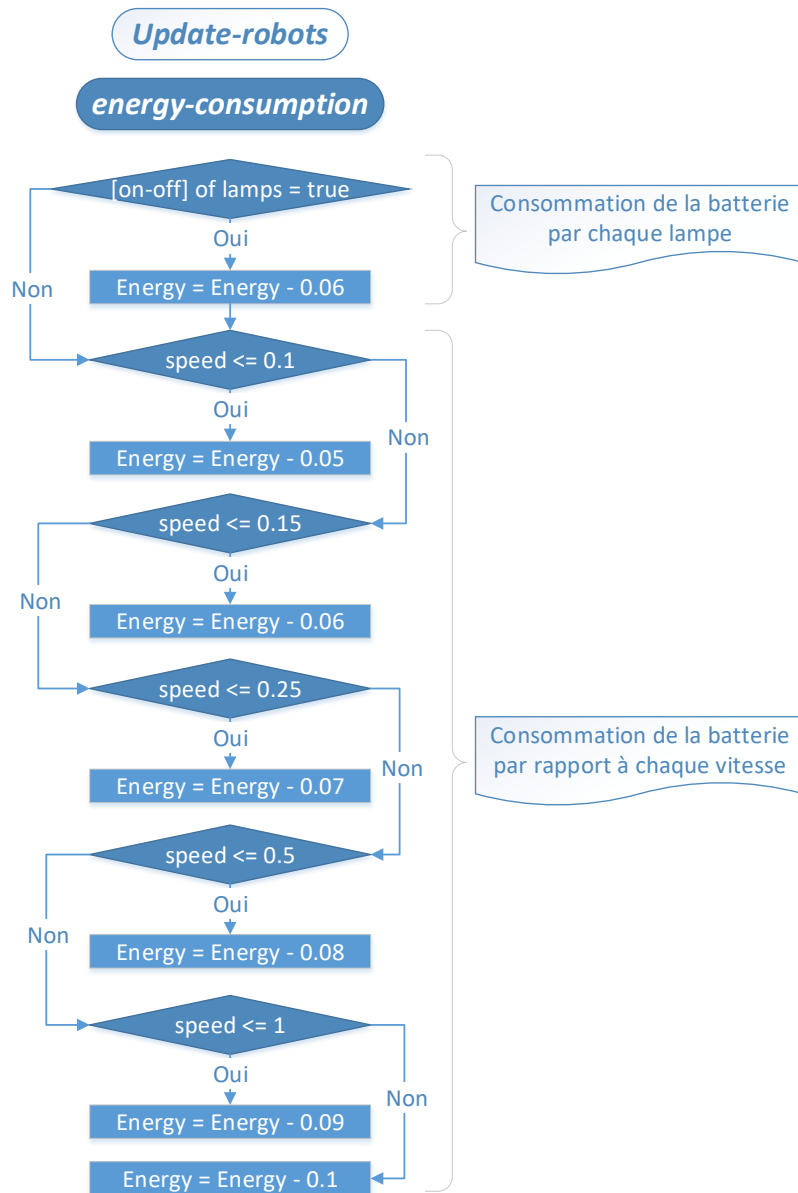 Update-robots
energy-consumption
[on-off] of lamps = true
Consommation de la batterie
par chaque lampe
Oui
Non
Energy = Energy - 0.06
speed <= 0.1
Oui
Non
Energy = Energy - 0.05
speed <= 0.15
Oui
Non
Energy = Energy - 0.06
speed <= 0.25
Consommation de la batterie
par rapport à chaque vitesse
Oui
Non
Energy = Energy - 0.07
speed <= 0.5
Oui
Non
Energy = Energy - 0.08
speed <= 1
Oui
Non
Energy = Energy - 0.09
Energy = Energy - 0.1